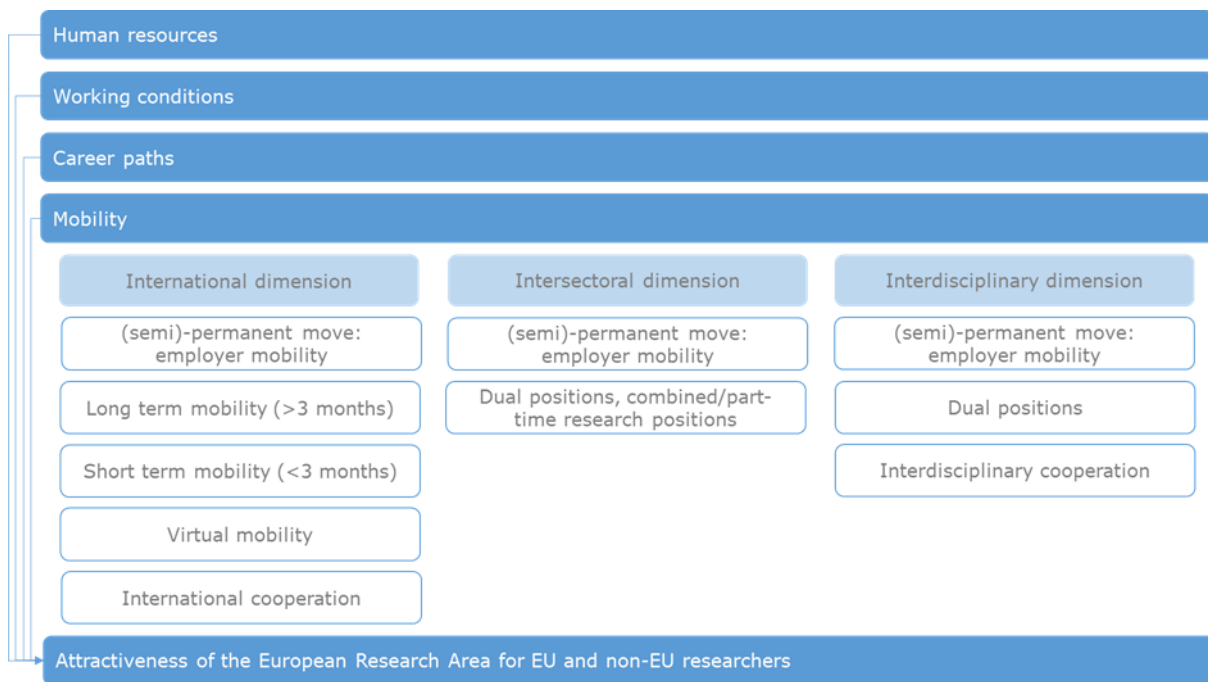 Human resources
Working conditions
Career paths
Mobility
International dimension
(semi)-permanent move:
employer mobility
Long term mobility (>3 months)
Short term mobility (<3 months)
Virtual mobility
International cooperation
Intersectoral dimension
(semi)-permanent move:
employer mobility
Dual positions, combined/part-
time research positions
Interdisciplinary dimension
(semi)-permanent move:
employer mobility
Dual positions
Interdisciplinary cooperation
Attractiveness of the European Research Area for EU and non-EU researchers